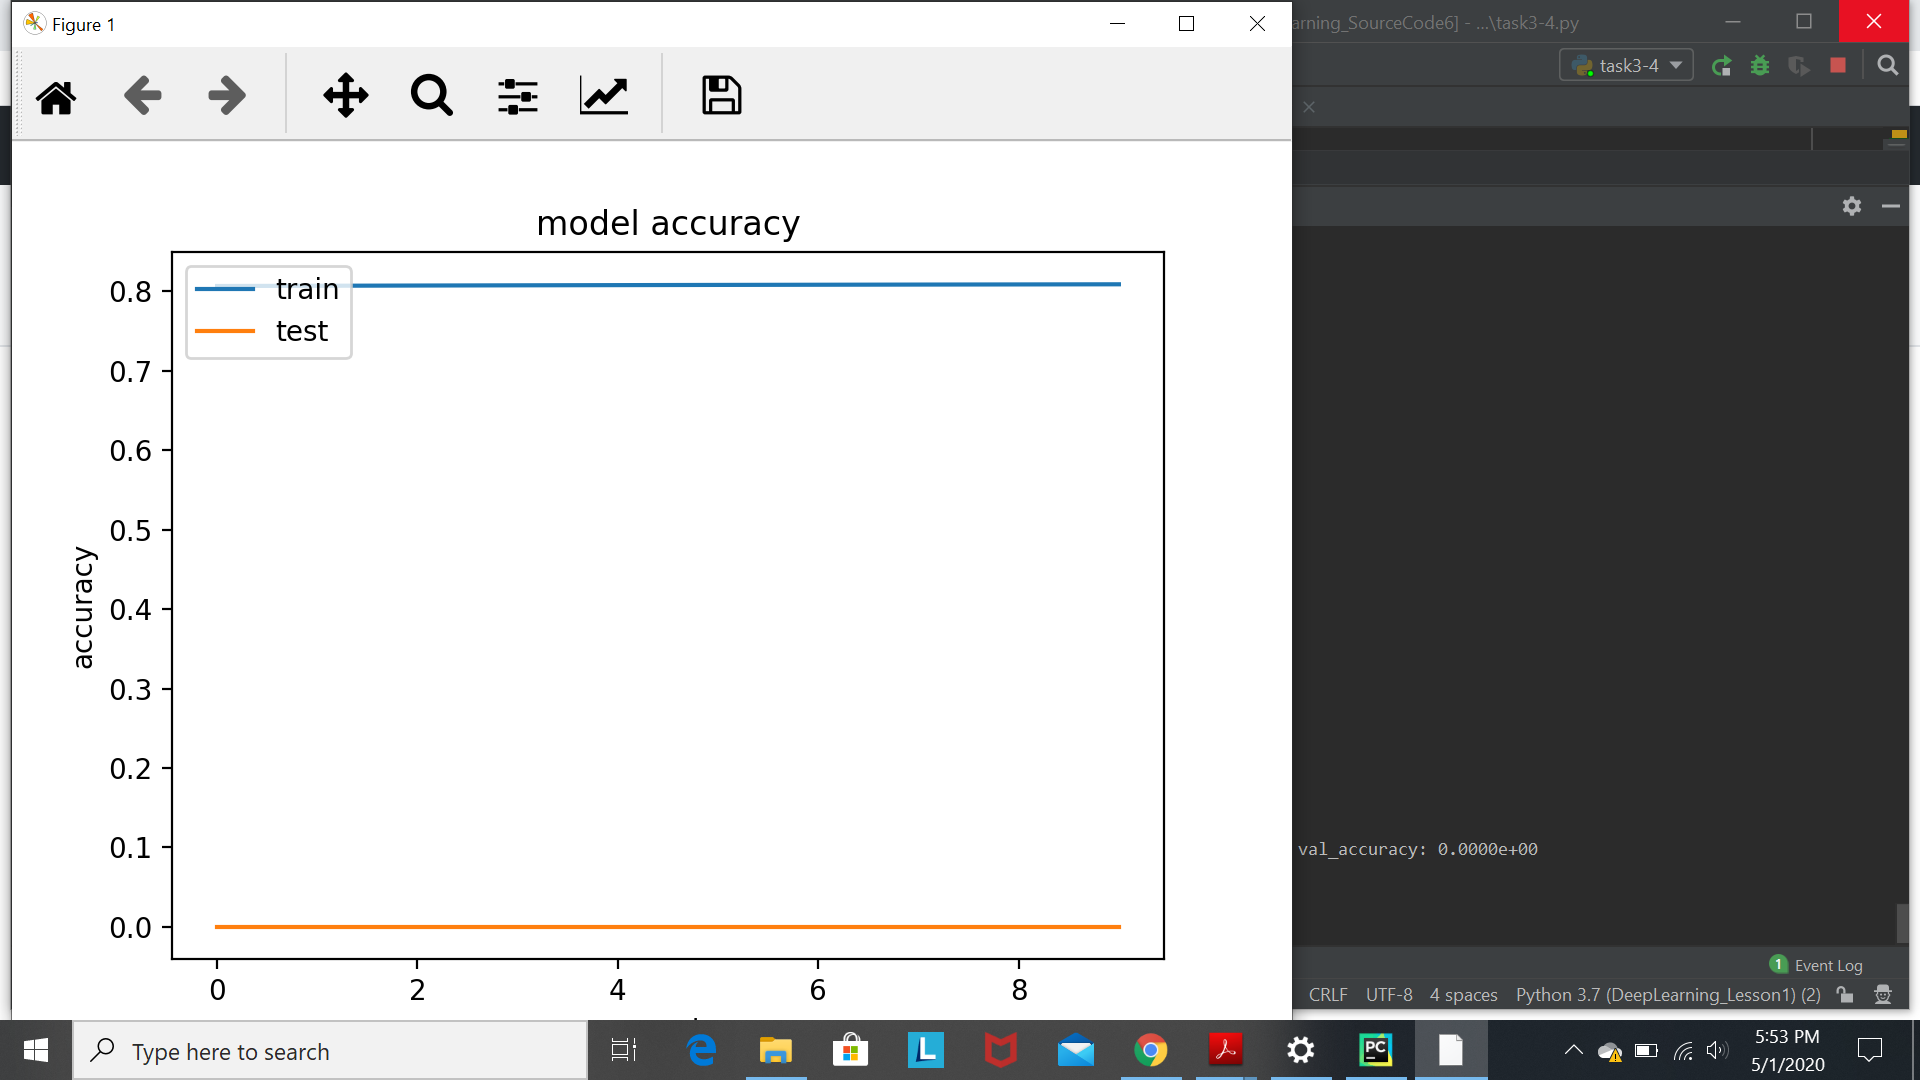 Figure 1
arning_SourceCode6] - ...\task3-4.py
task3-4
model accuracy
train
test
0.8
0.7
0.6
0.5
0.4
0.3
0.2
0.1
0.0
accuracy
0 2 4 6 8
val_accuracy: 0.0000e+00
1 Event Log
CRLF UTF-8 4 spaces Python 3.7 (DeepLearning_Lesson1) (2)
Type here to search
L
PC
5:53 PM
5/1/2020